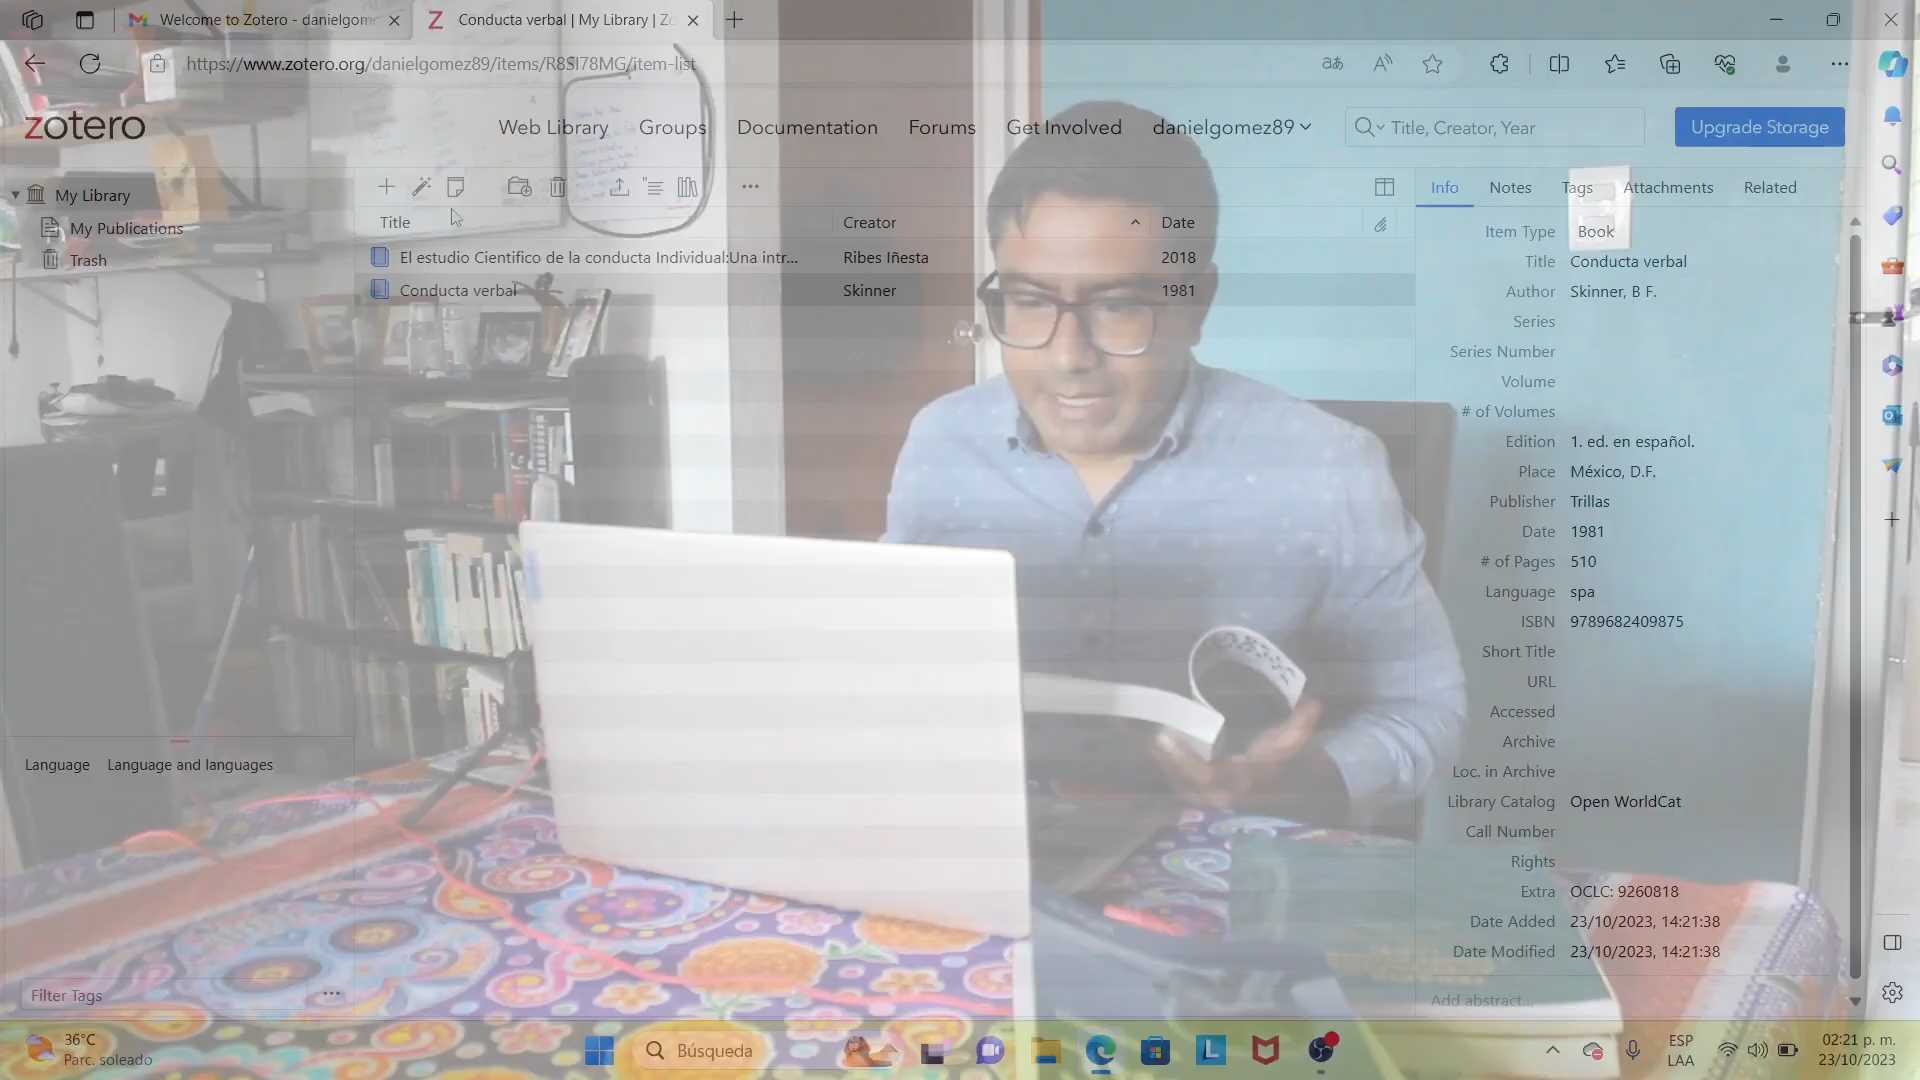 Welcome to Zotero - danielgome
Conducta verbal | My Library | Zo
https://www.zotero.org/danielgomez89/items/R8SI78MG/item-list
aあ
zotero
Web Library
Groups
Documentation
Forums
Get Involved
danielgomez89
Title, Creator, Year
Upgrade Storage
My Library
My Publications
Trash
Title
Creator
Date
El estudio Cientifico de la conducta Individual:Una intr...
Ribes Iñesta
2018
Conducta verbal
Skinner
1981
Info
Notes
Tags
Attachments
Related
Item Type
Book
Title
Conducta verbal
Author
Skinner, B F.
Series
Series Number
Volume
# of Volumes
Edition
1. ed. en español.
Place
México, D.F.
Publisher
Trillas
Date
1981
# of Pages
510
Language
spa
ISBN
9789682409875
Short Title
URL
Accessed
Archive
Loc. in Archive
Library Catalog
Open WorldCat
Call Number
Rights
Extra
OCLC: 9260818
Date Added
23/10/2023, 14:21:38
Date Modified
23/10/2023, 14:21:38
Add abstract...
Language
Language and languages
Filter Tags
36°C
Parc. soleado
Búsqueda
ESP
LAA
02:21 p. m.
23/10/2023